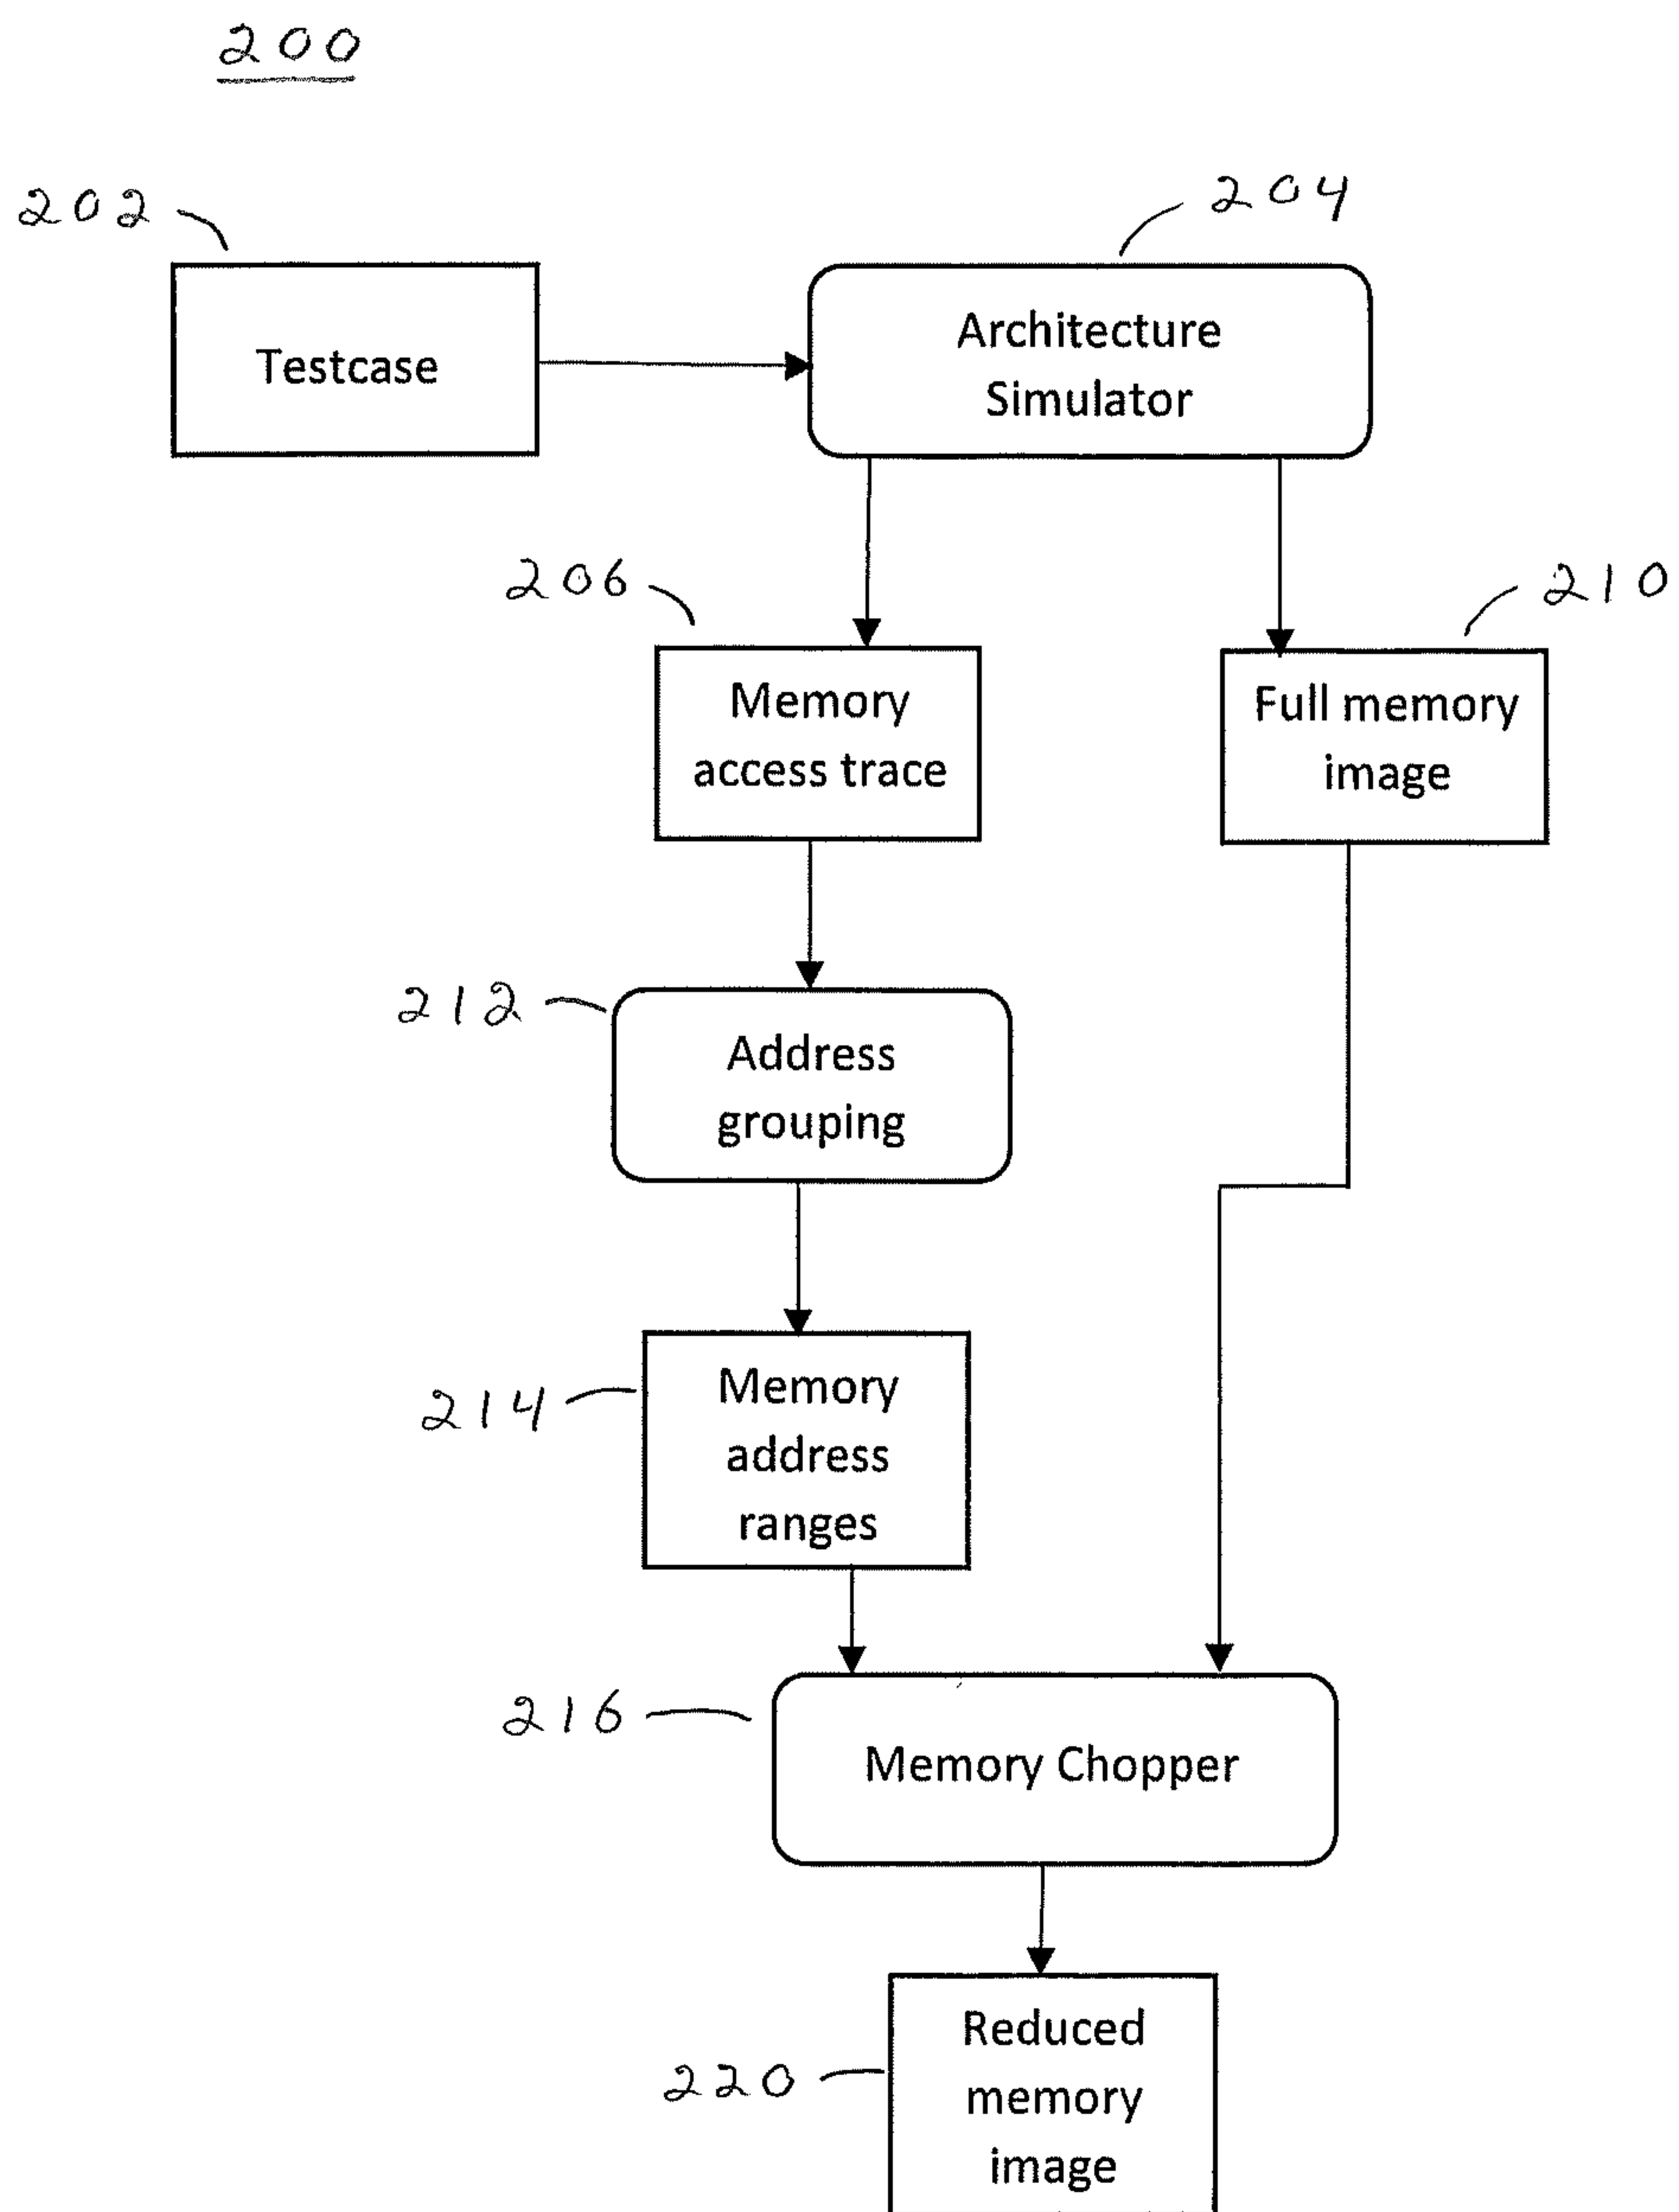 200
202
204
Testcase
Architecture
Simulator
206
210
Memory
access trace
Full memory
image
212
Address
grouping
214
Memory
address
ranges
216
Memory Chopper
220
Reduced
memory
image